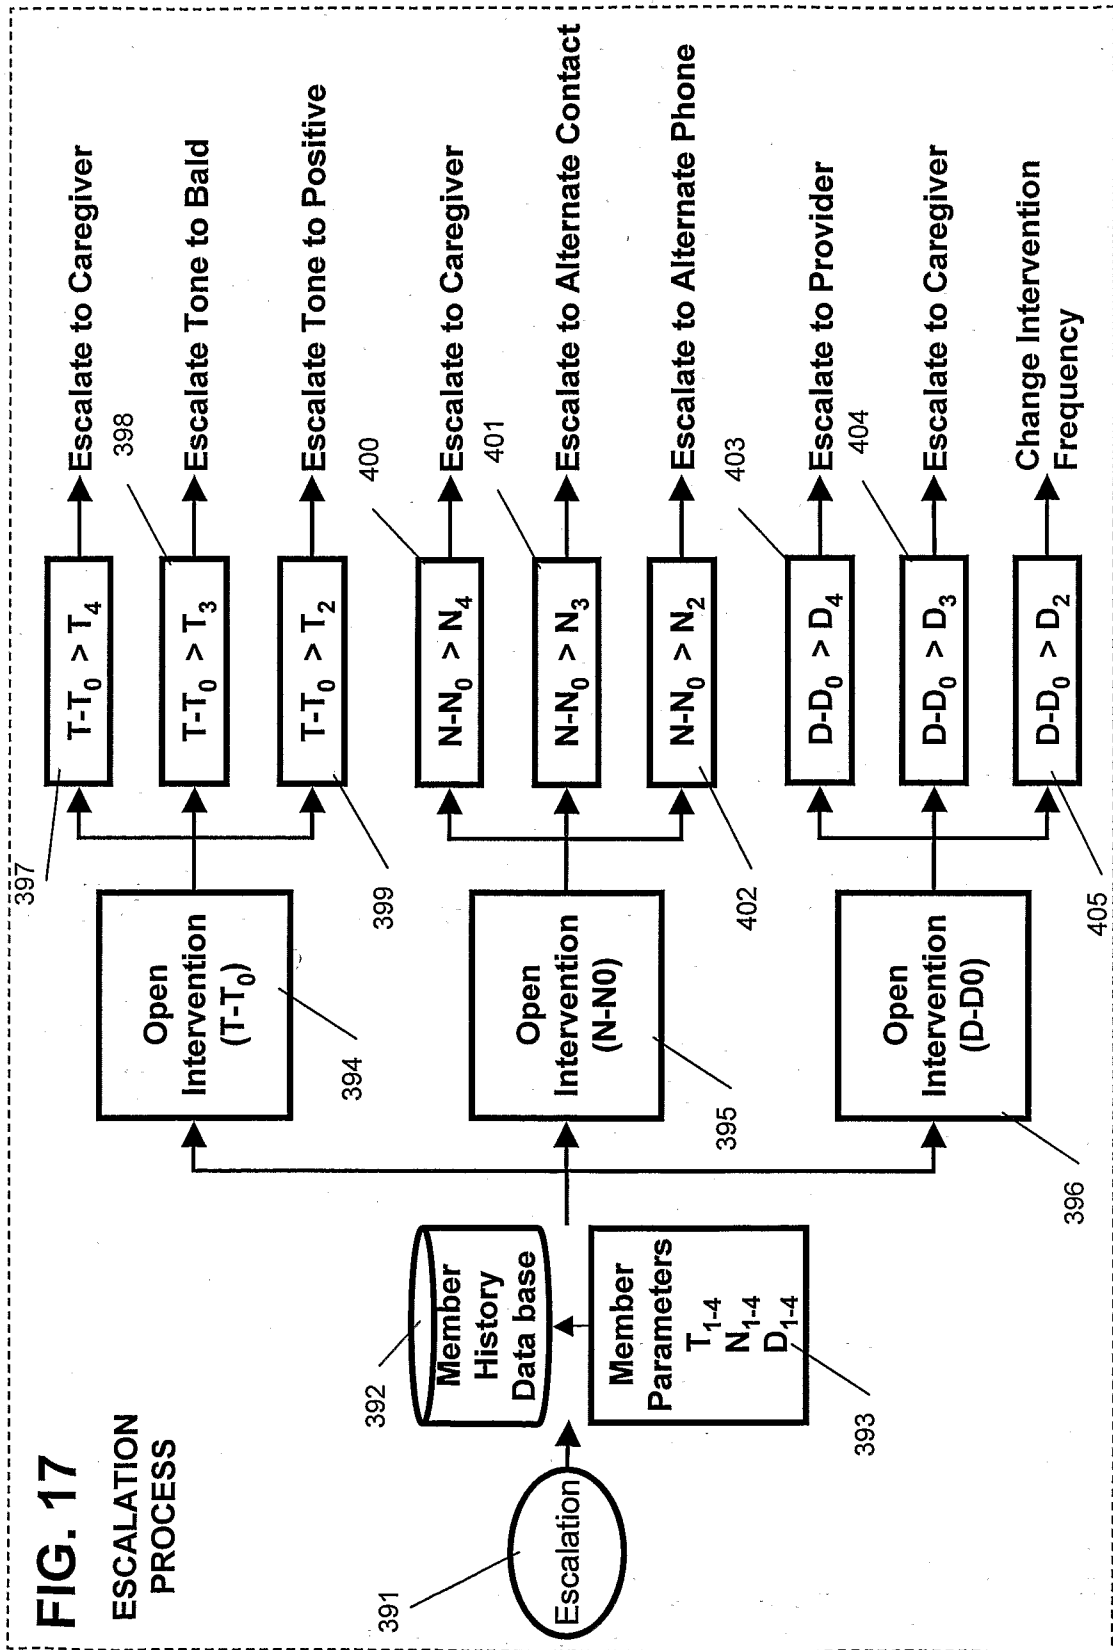 FIG. 17
ESCALATION
PROCESS
391
Escalation
392
Member
History
Data base
Member
Parameters
T₁₋₄
N₁₋₄
D₁₋₄
393
Open
Intervention
(T-T₀)
394
Open
Intervention
(N-N0)
395
Open
Intervention
(D-D0)
396
397
T-T₀ > T₄
Escalate to Caregiver
398
T-T₀ > T₃
Escalate Tone to Bald
399
T-T₀ > T₂
Escalate Tone to Positive
400
N-N₀ > N₄
Escalate to Caregiver
401
N-N₀ > N₃
Escalate to Alternate Contact
402
N-N₀ > N₂
Escalate to Alternate Phone
403
D-D₀ > D₄
Escalate to Provider
404
D-D₀ > D₃
Escalate to Caregiver
405
D-D₀ > D₂
Change Intervention
Frequency